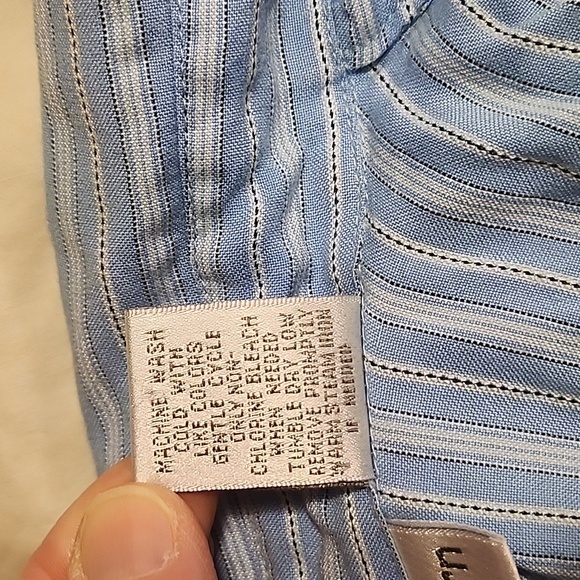 MACHINE WASH
COLD WITH
LIKE COLORS
GENTLE CYCLE
ONLY NON-
CHLORINE BLEACH
WHEN NEEDED
TUMBLE DRY LOW
REMOVE PROMPTLY
WARM STEAM IRON
IF NEEDED